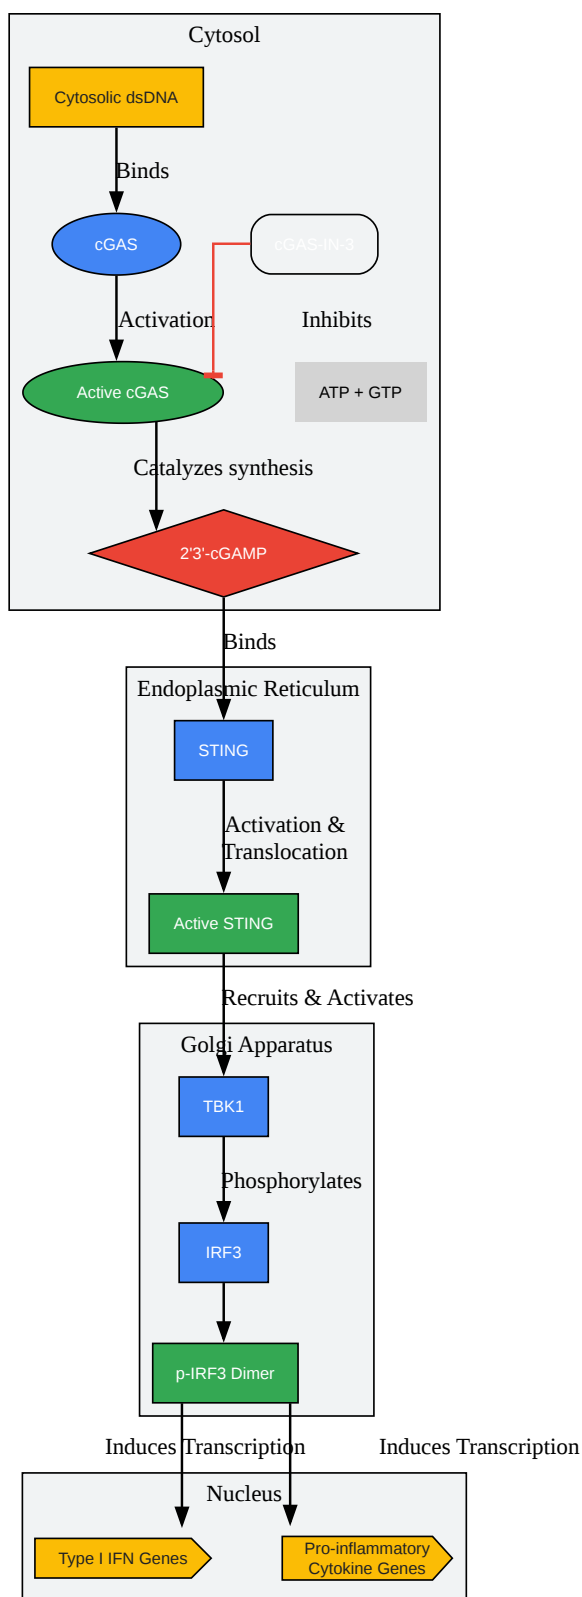 Cytosol
Cytosolic dsDNA
Binds
cGAS
cGAS-IN-3
Activation
Inhibits
Active cGAS
ATP + GTP
Catalyzes synthesis
2'3'-cGAMP
Binds
Endoplasmic Reticulum
STING
Activation &
Translocation
Active STING
Recruits & Activates
Golgi Apparatus
TBK1
Phosphorylates
IRF3
p-IRF3 Dimer
Induces Transcription
Induces Transcription
Nucleus
Type I IFN Genes
Pro-inflammatory
Cytokine Genes